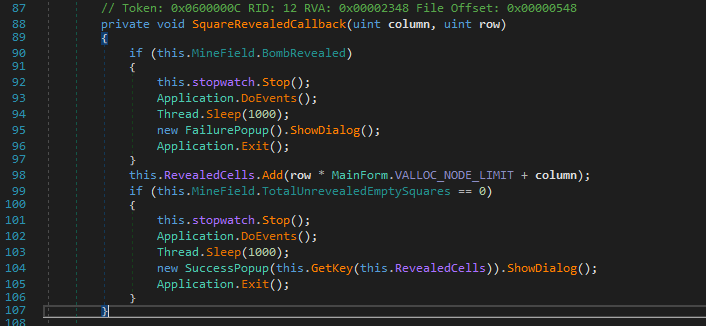 87 // Token: 0x0600000C RID: 12 RVA: 0x00002348 File Offset: 0x00000548
88 private void SquareRevealedCallback(uint column, uint row)
89 {
90 if (this.MineField.BombRevealed)
91 {
92 this.stopwatch.Stop();
93 Application.DoEvents();
94 Thread.Sleep(1000);
95 new FailurePopup().ShowDialog();
96 Application.Exit();
97 }
98 this.RevealedCells.Add(row * MainForm.VALLOC_NODE_LIMIT + column);
99 if (this.MineField.TotalUnrevealedEmptySquares == 0)
100 {
101 this.stopwatch.Stop();
102 Application.DoEvents();
103 Thread.Sleep(1000);
104 new SuccessPopup(this.GetKey(this.RevealedCells)).ShowDialog();
105 Application.Exit();
106 }
107 }
108